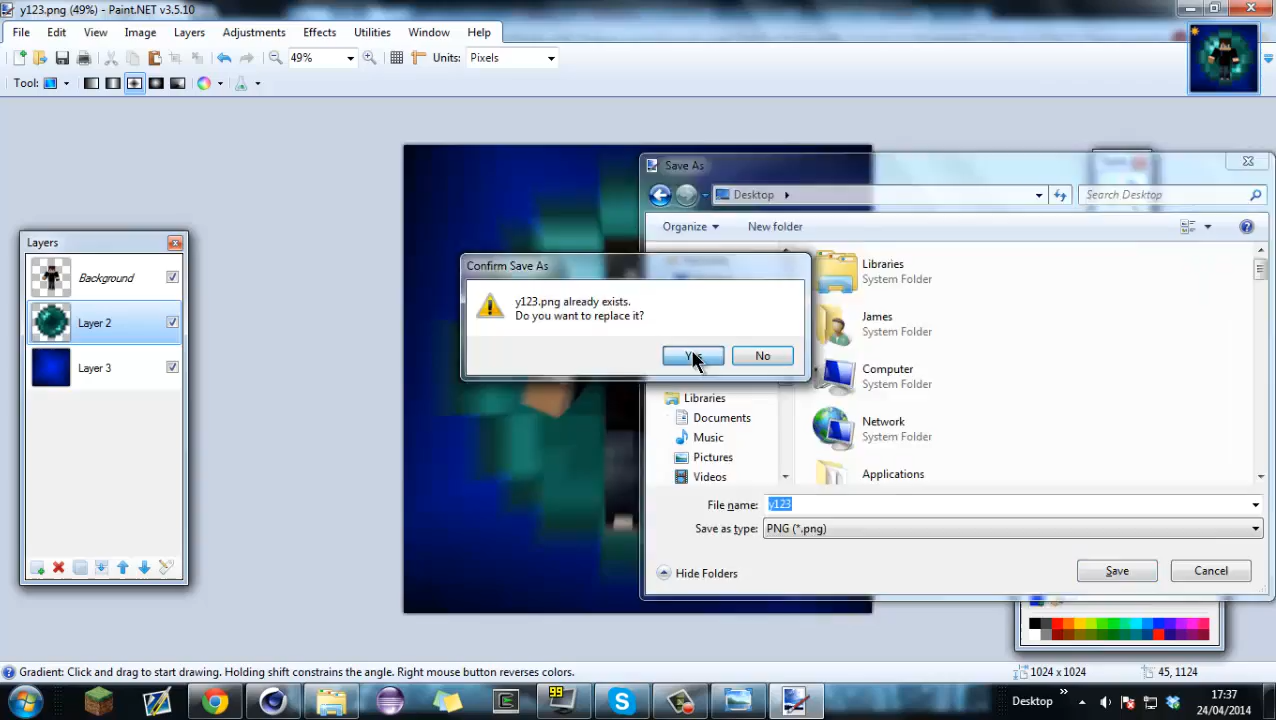 y123.png (49%) - Paint.NET v3.5.10
File Edit View Image Layers Adjustments Effects Utilities Window Help
49% Units: Pixels
Tool:
Save As
Desktop
Search Desktop
Organize New folder
Layers
Background
Layer 2
Layer 3
Confirm Save As
y123.png already exists.
Do you want to replace it?
Yes No
Libraries
System Folder
James
System Folder
Computer
System Folder
Network
System Folder
Applications
Libraries
Documents
Music
Pictures
Videos
File name: y123
Save as type: PNG (*.png)
Hide Folders
Save Cancel
Gradient: Click and drag to start drawing. Holding shift constrains the angle. Right mouse button reverses colors.
1024 x 1024
45, 1124
99
Desktop
17:37
24/04/2014